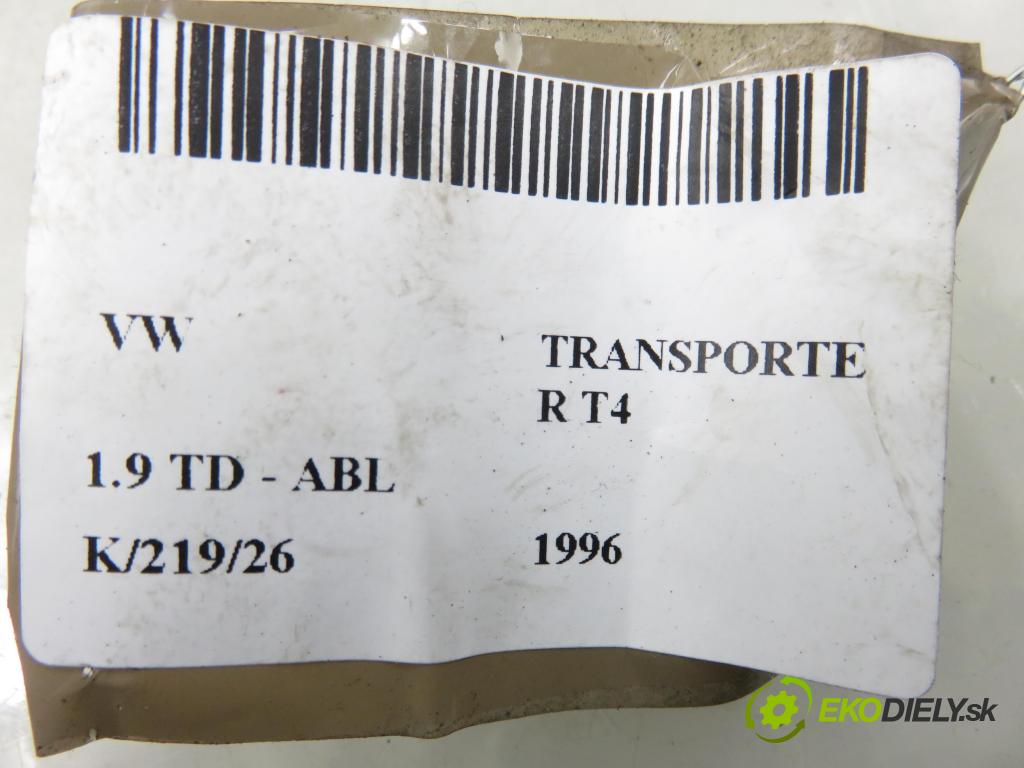 VW
TRANSPORTE
R T4
1.9 TD - ABL
K/219/26
1996
EKODIELY.sk